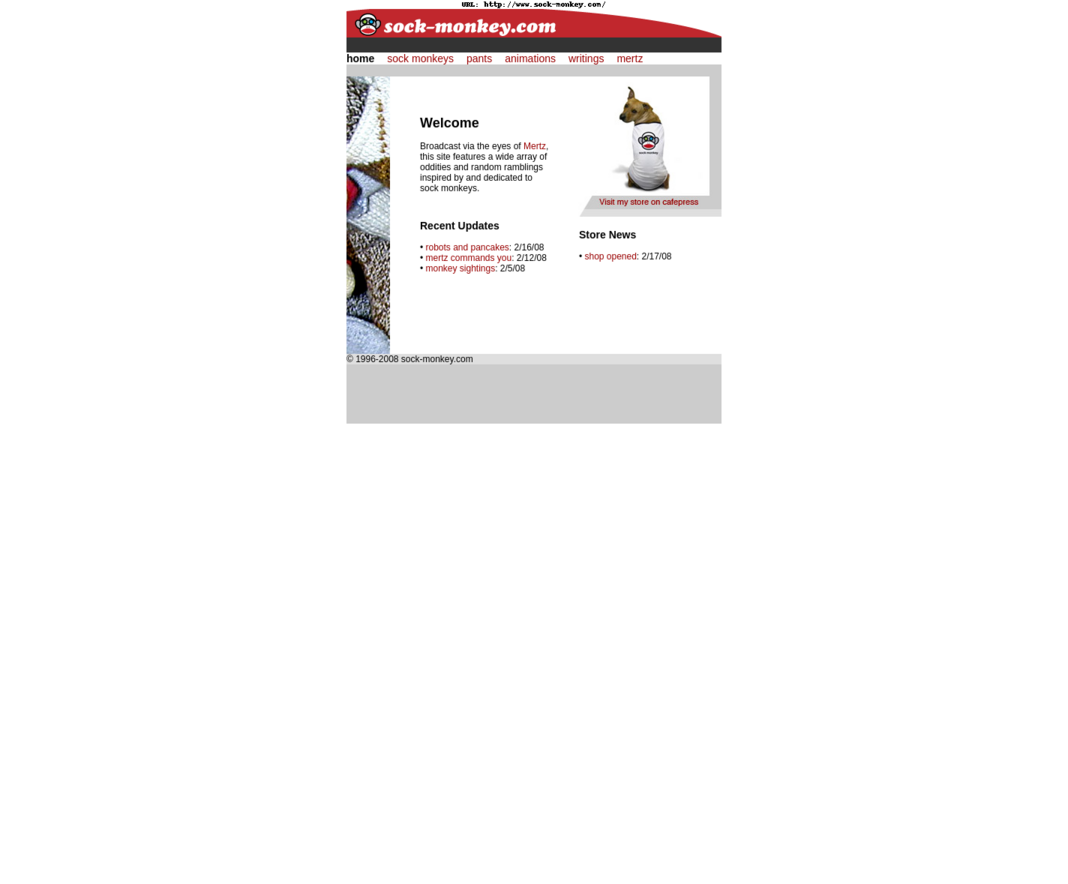 URL: http://www.sock-monkey.com/
sock-monkey.com
home sock monkeys pants animations writings mertz
Welcome
Broadcast via the eyes of Mertz,
this site features a wide array of
oddities and random ramblings
inspired by and dedicated to
sock monkeys.
Recent Updates
• robots and pancakes: 2/16/08
• mertz commands you: 2/12/08
• monkey sightings: 2/5/08
Visit my store on cafepress
Store News
• shop opened: 2/17/08
© 1996-2008 sock-monkey.com